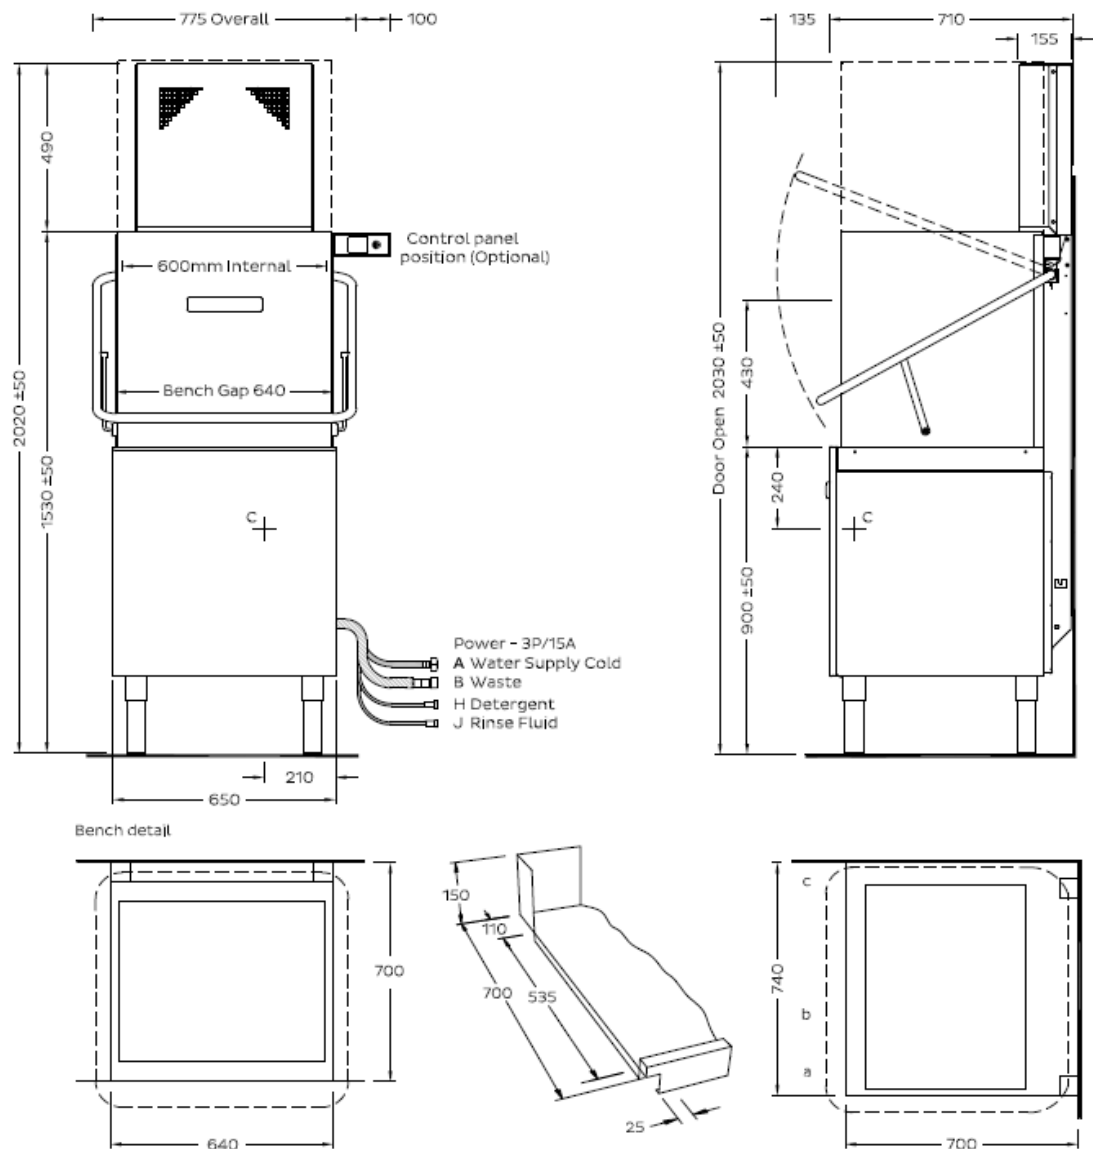 775 Overall
100
135
710
155
490
Control panel
position (Optional)
600mm Internal
Bench Gap 640
2020 ±50
1530 ±50
Door Open 2030 ±50
430
240
900 ±50
C
C
Power - 3P/15A
A Water Supply Cold
B Waste
H Detergent
J Rinse Fluid
210
650
Bench detail
700
640
150
110
700
535
25
c
b
a
740
700